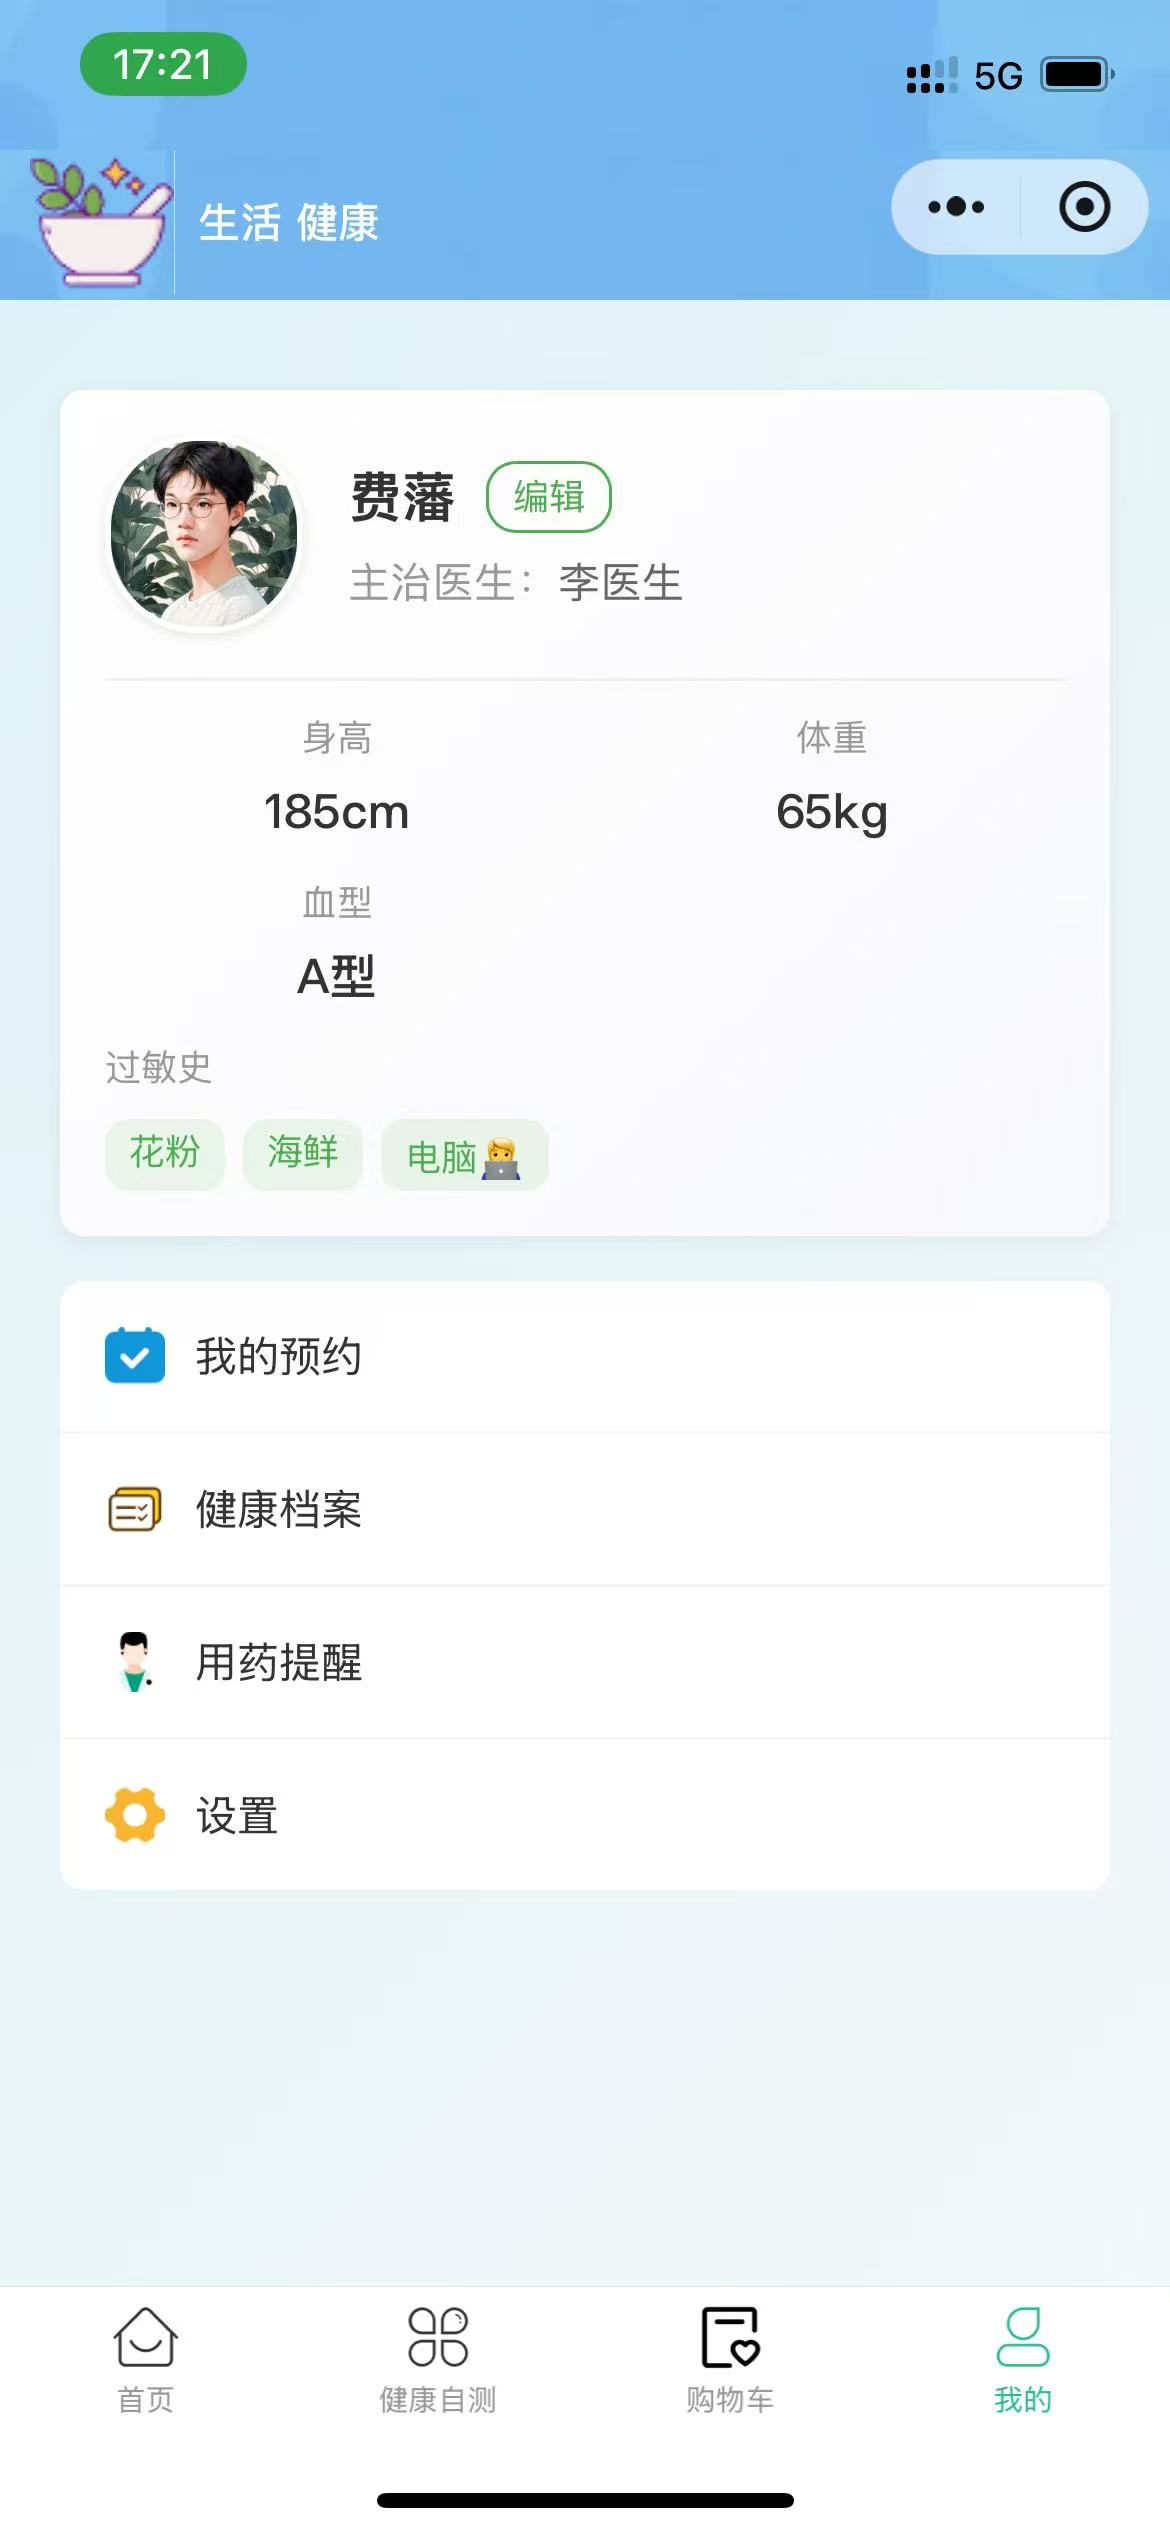 17:21
5G
生活 健康
费藩 编辑
主治医生：李医生
身高 体重
185cm 65kg
血型
A型
过敏史
花粉 海鲜 电脑👨‍💻
我的预约
健康档案
用药提醒
设置
首页 健康自测 购物车 我的